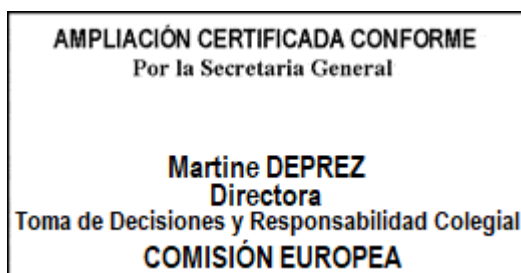 AMPLIACIÓN CERTIFICADA CONFORME
Por la Secretaria General
Martine DEPREZ
Directora
Toma de Decisiones y Responsabilidad Colegial
COMISIÓN EUROPEA